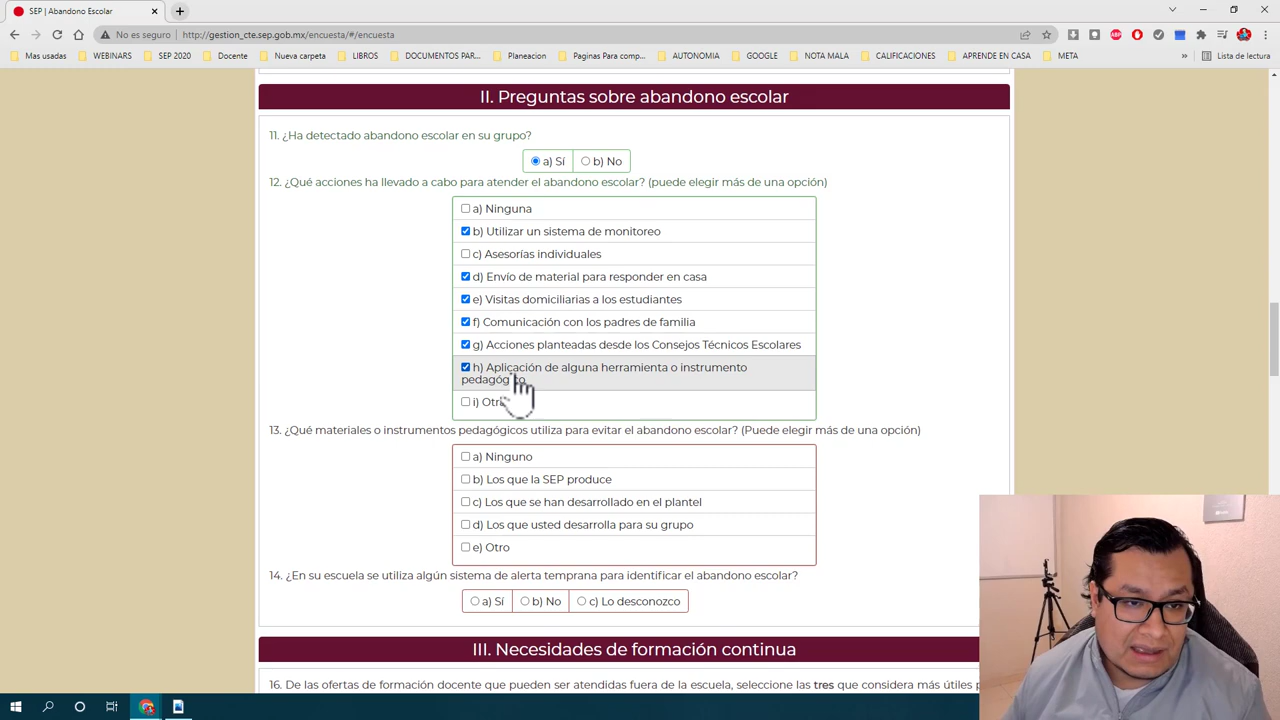 SEP | Abandono Escolar
No es seguro | http://gestion_cte.sep.gob.mx/encuesta/#/encuesta
Mas usadas WEBINARS SEP 2020 Docente Nueva carpeta LIBROS DOCUMENTOS PAR... Planeacion Paginas Para comp... AUTONOMIA GOOGLE NOTA MALA CALIFICACIONES APRENDE EN CASA META » Lista de lectura
II. Preguntas sobre abandono escolar
11. ¿Ha detectado abandono escolar en su grupo?
a) Sí b) No
12. ¿Qué acciones ha llevado a cabo para atender el abandono escolar? (puede elegir más de una opción)
a) Ninguna
b) Utilizar un sistema de monitoreo
c) Asesorías individuales
d) Envío de material para responder en casa
e) Visitas domiciliarias a los estudiantes
f) Comunicación con los padres de familia
g) Acciones planteadas desde los Consejos Técnicos Escolares
h) Aplicación de alguna herramienta o instrumento
pedagógico
i) Otra
13. ¿Qué materiales o instrumentos pedagógicos utiliza para evitar el abandono escolar? (Puede elegir más de una opción)
a) Ninguno
b) Los que la SEP produce
c) Los que se han desarrollado en el plantel
d) Los que usted desarrolla para su grupo
e) Otro
14. ¿En su escuela se utiliza algún sistema de alerta temprana para identificar el abandono escolar?
a) Sí b) No c) Lo desconozco
III. Necesidades de formación continua
16. De las ofertas de formación docente que pueden ser atendidas fuera de la escuela, seleccione las tres que considera más útiles